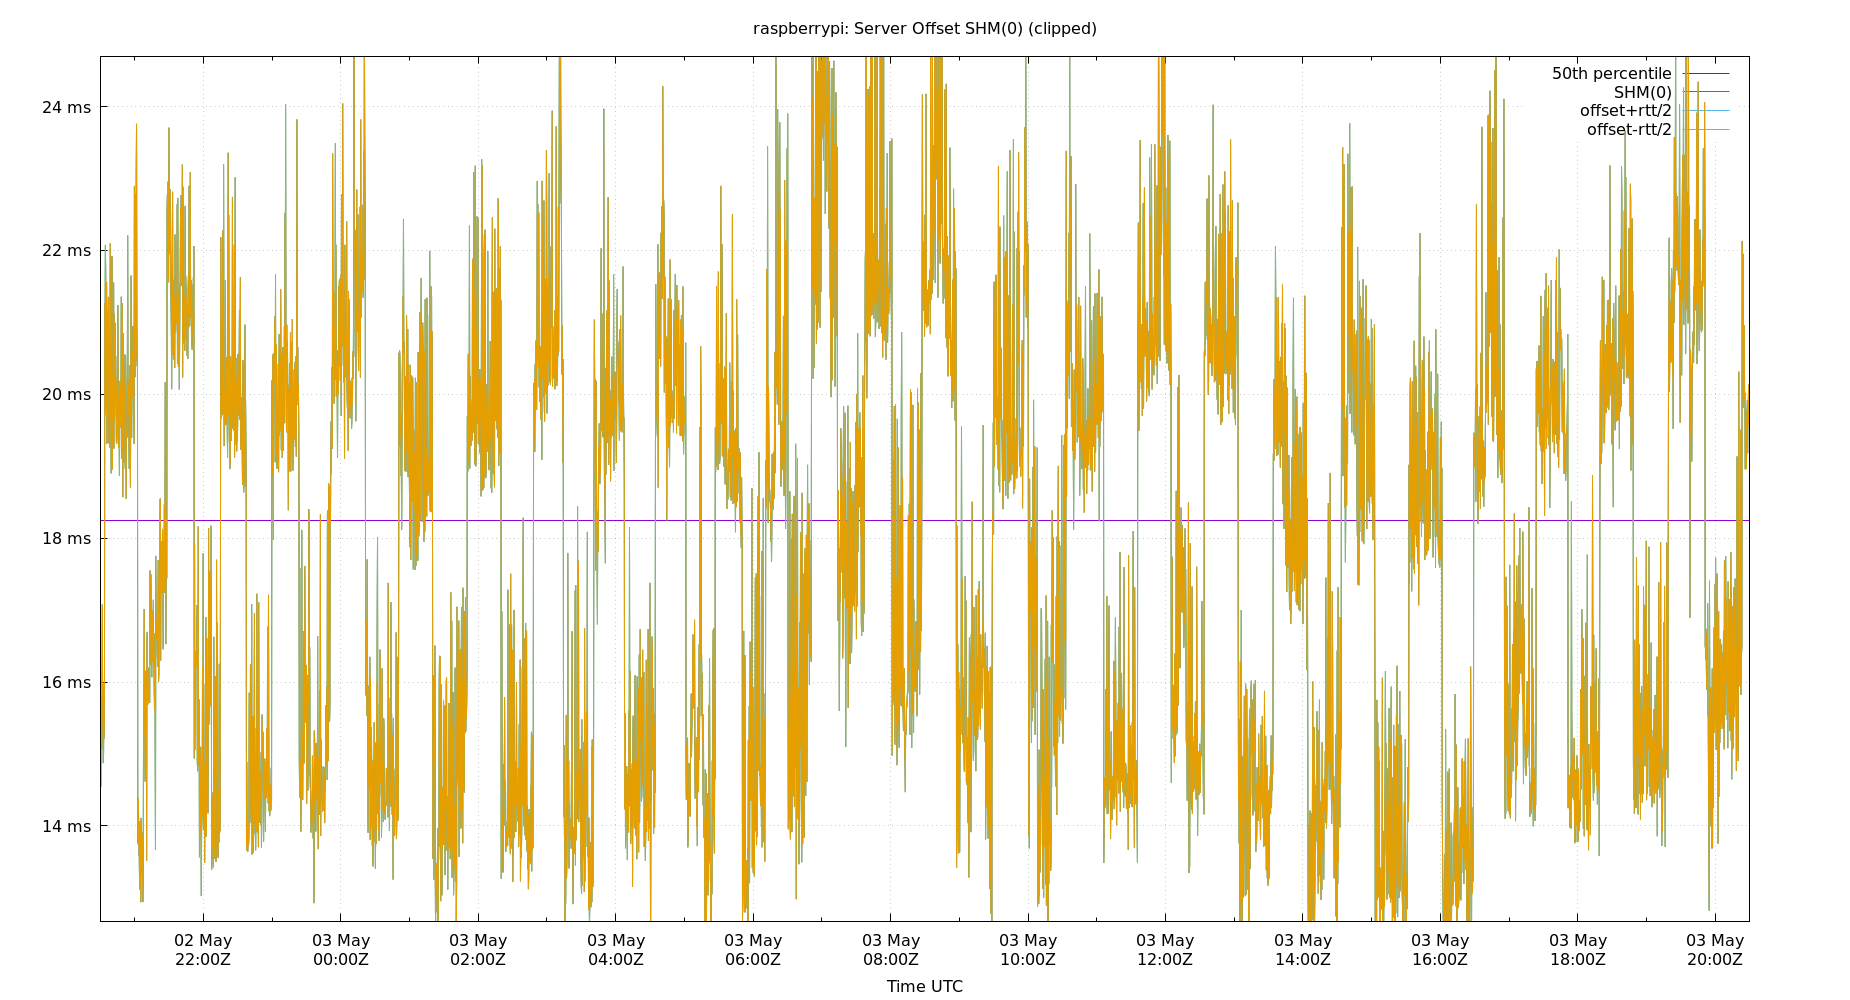 raspberrypi: Server Offset SHM(0) (clipped)
50th percentile
SHM(0)
offset+rtt/2
offset-rtt/2
24 ms
22 ms
20 ms
18 ms
16 ms
14 ms
02 May 03 May 03 May 03 May 03 May 03 May 03 May 03 May 03 May 03 May 03 May 03 May
22:00Z 00:00Z 02:00Z 04:00Z 06:00Z 08:00Z 10:00Z 12:00Z 14:00Z 16:00Z 18:00Z 20:00Z
Time UTC